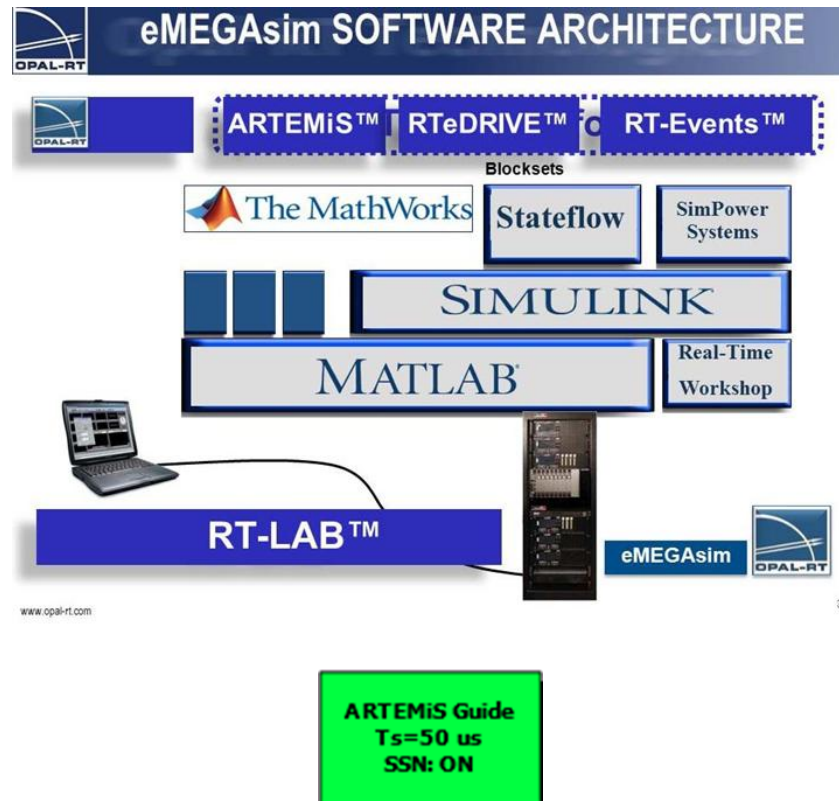 OPAL-RT
eMEGAsim SOFTWARE ARCHITECTURE
OPAL-RT
ARTEMiS™ RTeDRIVE™ RT-Events™
Blocksets
The MathWorks
Stateflow
SimPower
Systems
SIMULINK
MATLAB®
Real-Time
Workshop
RT-LAB™
eMEGAsim
OPAL-RT
www.opal-rt.com
ARTEMiS Guide
Ts=50 us
SSN: ON